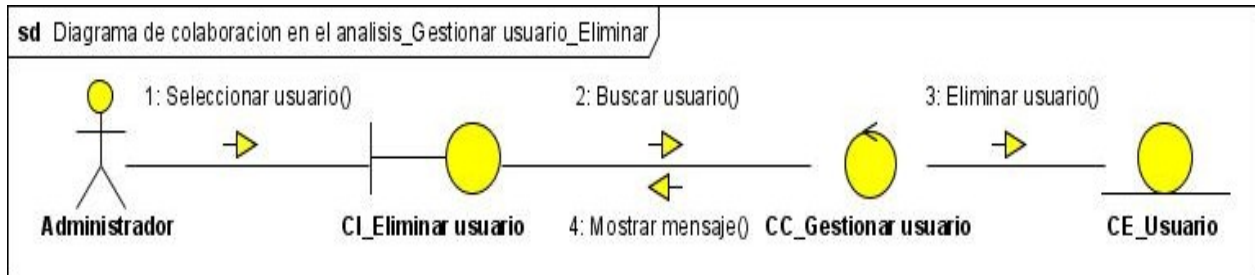 sd Diagrama de colaboracion en el analisis_Gestionar usuario_Eliminar
1: Seleccionar usuario()
2: Buscar usuario()
3: Eliminar usuario()
Administrador
CI_Eliminar usuario
4: Mostrar mensaje()
CC_Gestionar usuario
CE_Usuario